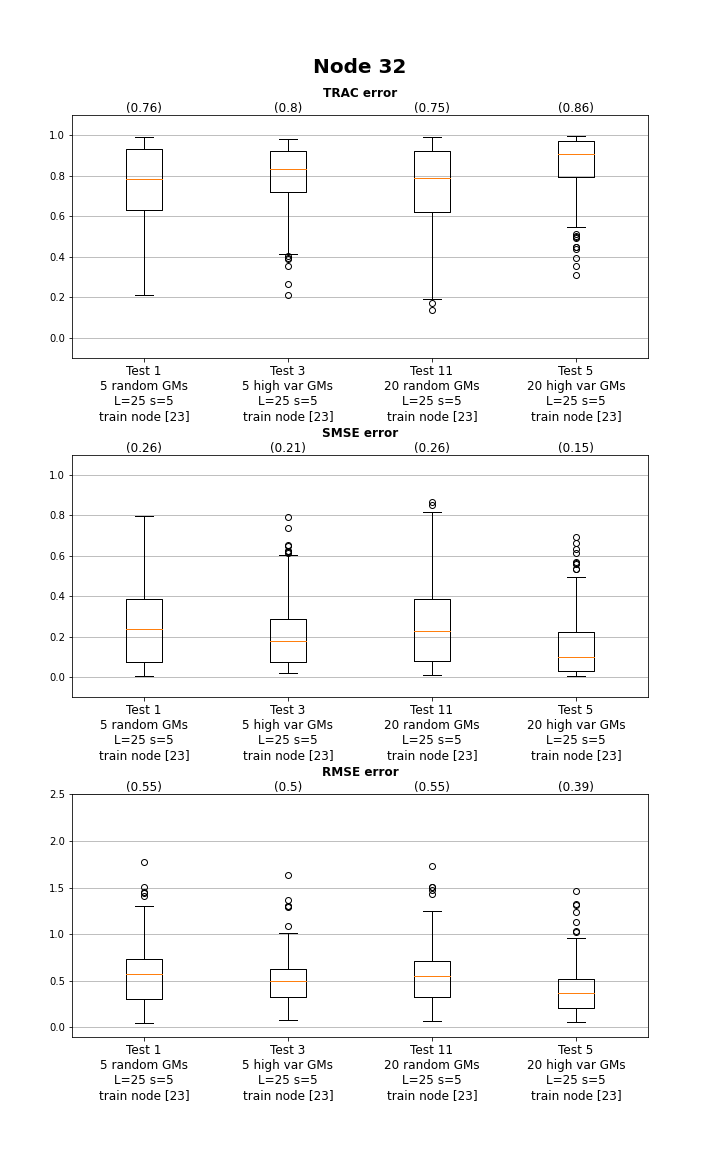 Node 32
TRAC error
(0.76) (0.8) (0.75) (0.86)
1.0
0.8
0.6
0.4
0.2
0.0
Test 1 Test 3 Test 11 Test 5
5 random GMs 5 high var GMs 20 random GMs 20 high var GMs
L=25 s=5 L=25 s=5 L=25 s=5 L=25 s=5
train node [23] train node [23] train node [23] train node [23]
SMSE error
(0.26) (0.21) (0.26) (0.15)
1.0
0.8
0.6
0.4
0.2
0.0
Test 1 Test 3 Test 11 Test 5
5 random GMs 5 high var GMs 20 random GMs 20 high var GMs
L=25 s=5 L=25 s=5 L=25 s=5 L=25 s=5
train node [23] train node [23] train node [23] train node [23]
RMSE error
(0.55) (0.5) (0.55) (0.39)
2.5
2.0
1.5
1.0
0.5
0.0
Test 1 Test 3 Test 11 Test 5
5 random GMs 5 high var GMs 20 random GMs 20 high var GMs
L=25 s=5 L=25 s=5 L=25 s=5 L=25 s=5
train node [23] train node [23] train node [23] train node [23]